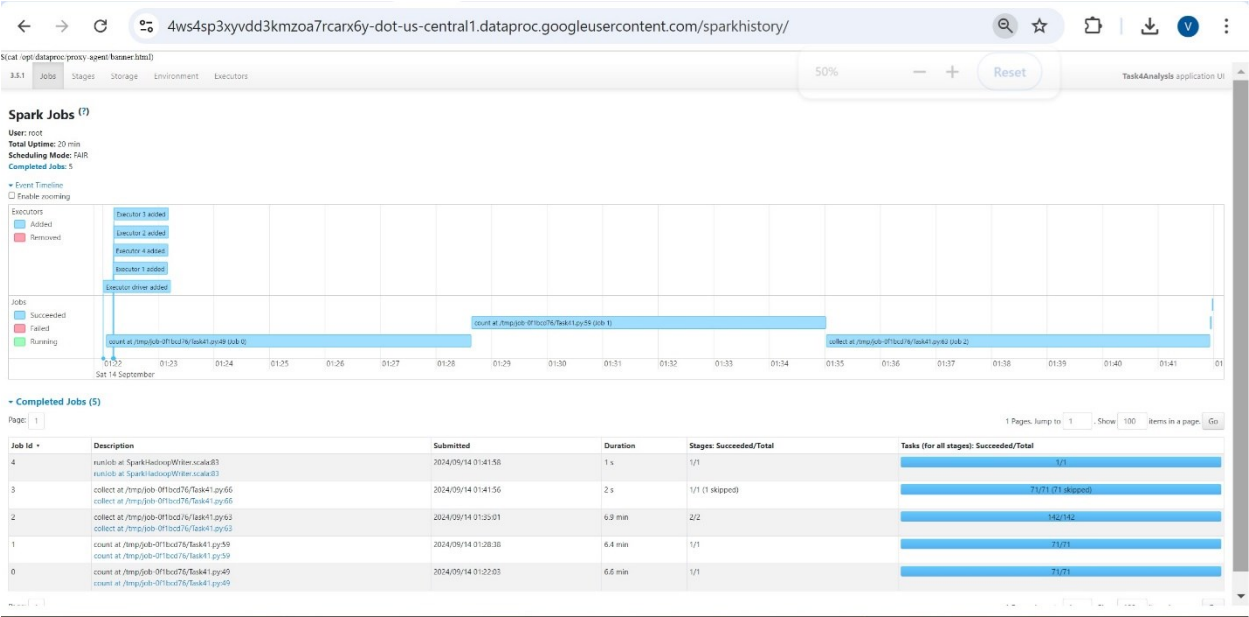 4ws4sp3xyvdd3kmzoa7rcarx6y-dot-us-central1.dataproc.googleusercontent.com/sparkhistory/
V
$(cat /opt/dataproc/proxy-agent/banner.html)
3.5.1 Jobs Stages Storage Environment Executors
50% Reset
Task4Analysis application UI
Spark Jobs (?)
User: root
Total Uptime: 20 min
Scheduling Mode: FAIR
Completed Jobs: 5
Event Timeline
Enable zooming
Executors
Added
Removed
Executor 3 added
Executor 2 added
Executor 4 added
Executor 1 added
Executor driver added
Jobs
Succeeded
Failed
Running
count at /tmp/job-0f1bcd76/Task41.py:59 (Job 1)
count at /tmp/job-0f1bcd76/Task41.py:49 (Job 0)
collect at /tmp/job-0f1bcd76/Task41.py:63 (Job 2)
01:22 01:23 01:24 01:25 01:26 01:27 01:28 01:29 01:30 01:31 01:32 01:33 01:34 01:35 01:36 01:37 01:38 01:39 01:40 01:41 01
Sat 14 September
Completed Jobs (5)
Page: 1
1 Pages. Jump to 1 . Show 100 items in a page. Go
Job Id Description Submitted Duration Stages: Succeeded/Total Tasks (for all stages): Succeeded/Total
4 runJob at SparkHadoopWriter.scala:83 2024/09/14 01:41:58 1 s 1/1 1/1
runJob at SparkHadoopWriter.scala:83
3 collect at /tmp/job-0f1bcd76/Task41.py:66 2024/09/14 01:41:56 2 s 1/1 (1 skipped) 71/71 (71 skipped)
collect at /tmp/job-0f1bcd76/Task41.py:66
2 collect at /tmp/job-0f1bcd76/Task41.py:63 2024/09/14 01:35:01 6.9 min 2/2 142/142
collect at /tmp/job-0f1bcd76/Task41.py:63
1 count at /tmp/job-0f1bcd76/Task41.py:59 2024/09/14 01:28:38 6.4 min 1/1 71/71
count at /tmp/job-0f1bcd76/Task41.py:59
0 count at /tmp/job-0f1bcd76/Task41.py:49 2024/09/14 01:22:03 6.6 min 1/1 71/71
count at /tmp/job-0f1bcd76/Task41.py:49